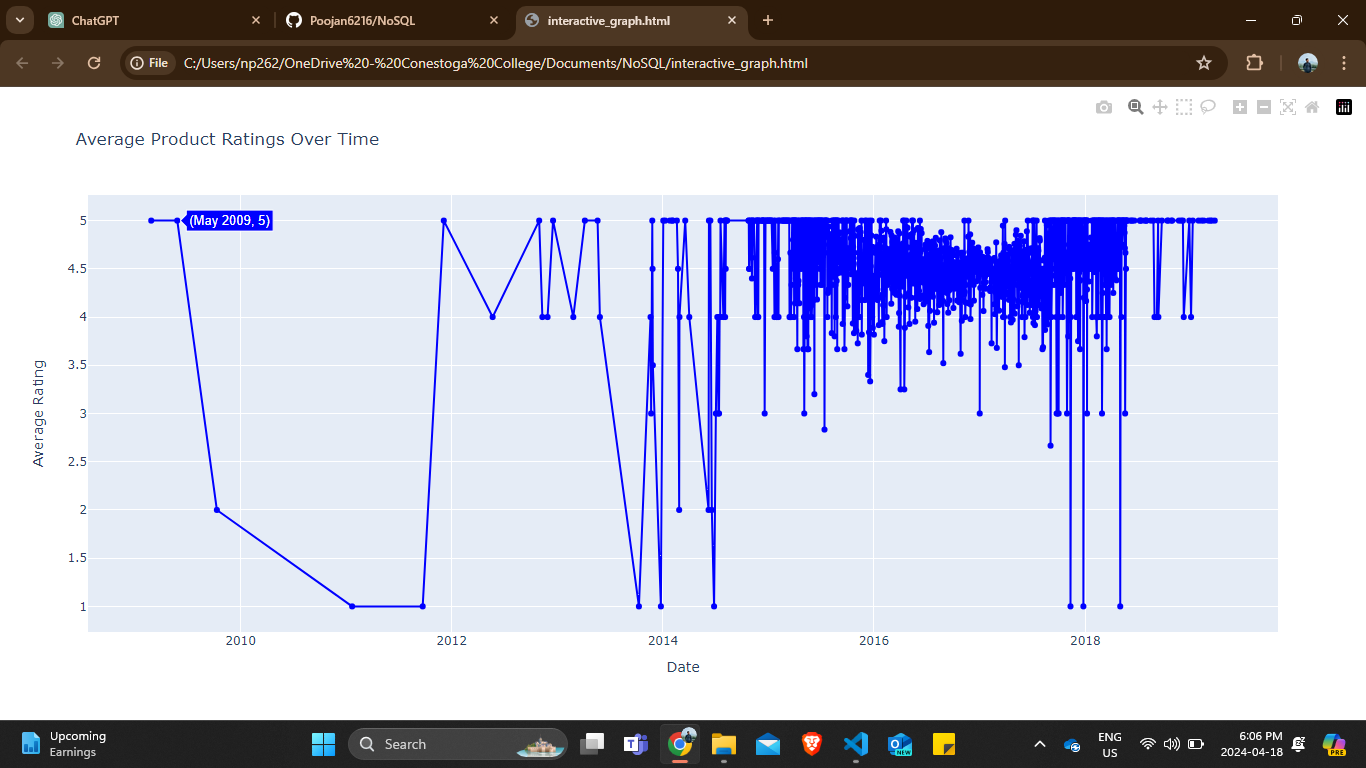 ChatGPT
Poojan6216/NoSQL
interactive_graph.html
File
C:/Users/np262/OneDrive%20-%20Conestoga%20College/Documents/NoSQL/interactive_graph.html
Average Product Ratings Over Time
(May 2009, 5)
5
4.5
4
3.5
3
2.5
2
1.5
1
Average Rating
2010
2012
2014
2016
2018
Date
Upcoming
Earnings
Search
NEW
ENG
US
6:06 PM
2024-04-18
PRE